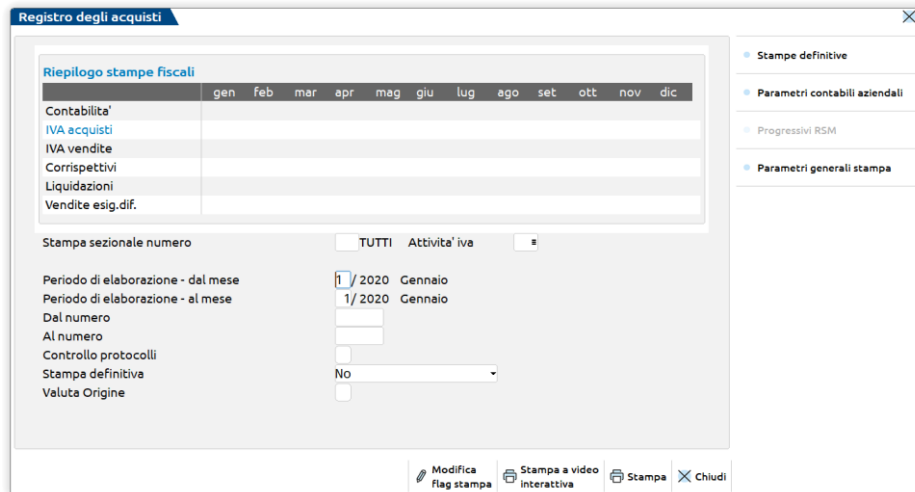 Registro degli acquisti
Riepilogo stampe fiscali
gen feb mar apr mag giu lug ago set ott nov dic
Contabilita'
IVA acquisti
IVA vendite
Corrispettivi
Liquidazioni
Vendite esig.dif.
Stampa sezionale numero TUTTI Attivita' iva
Periodo di elaborazione - dal mese 1 / 2020 Gennaio
Periodo di elaborazione - al mese 1/ 2020 Gennaio
Dal numero
Al numero
Controllo protocolli
Stampa definitiva No
Valuta Origine
Stampe definitive
Parametri contabili aziendali
Progressivi RSM
Parametri generali stampa
Modifica
flag stampa
Stampa a video
interattiva
Stampa
Chiudi